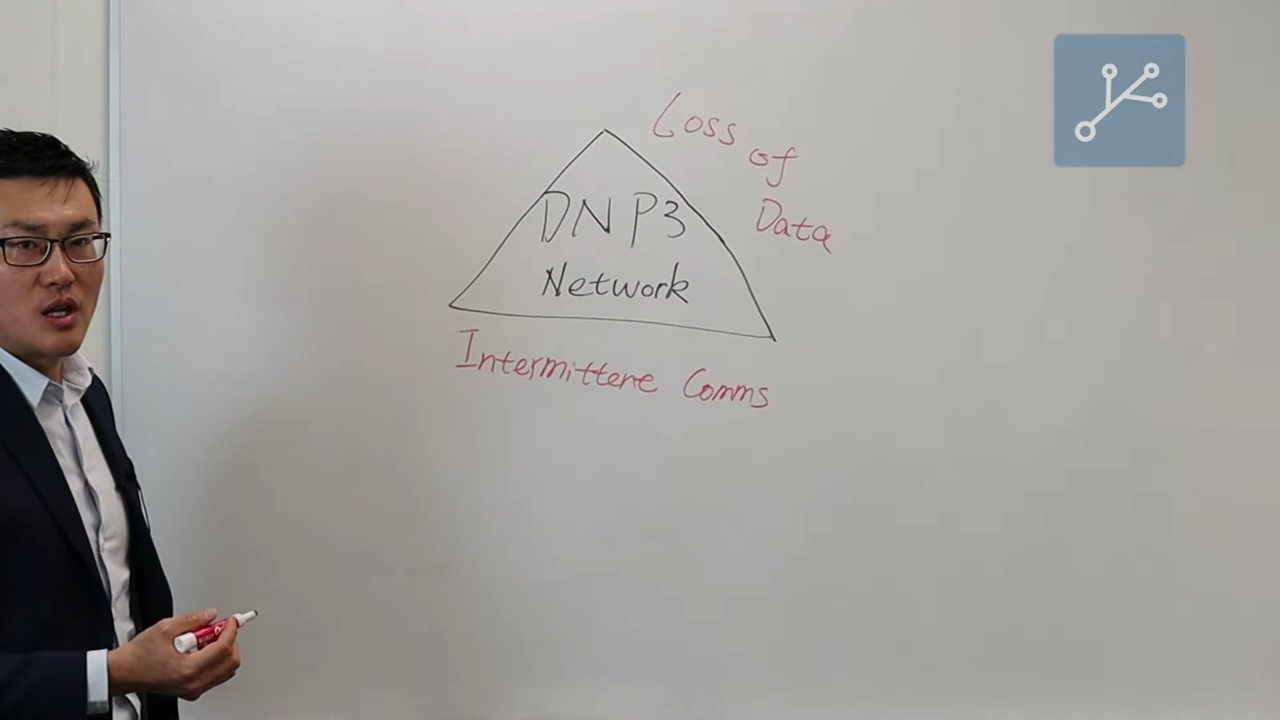 Loss
of
Data
DNP3
Network
Intermittene Comms